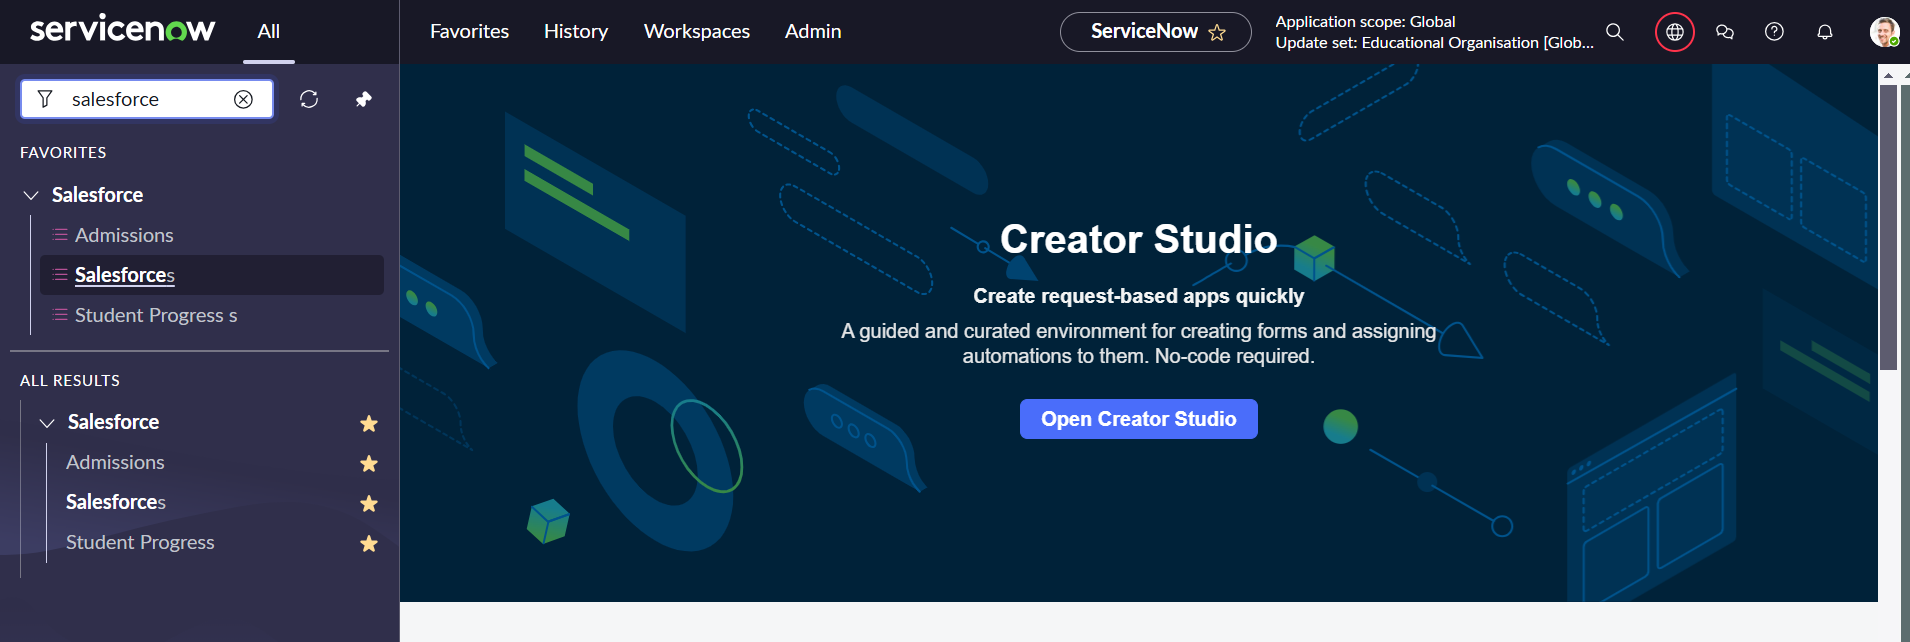 servicenow
All
Favorites
History
Workspaces
Admin
ServiceNow
Application scope: Global
Update set: Educational Organisation [Glob...
salesforce
FAVORITES
Salesforce
Admissions
Salesforces
Student Progress s
ALL RESULTS
Salesforce
Admissions
Salesforces
Student Progress
Creator Studio
Create request-based apps quickly
A guided and curated environment for creating forms and assigning
automations to them. No-code required.
Open Creator Studio